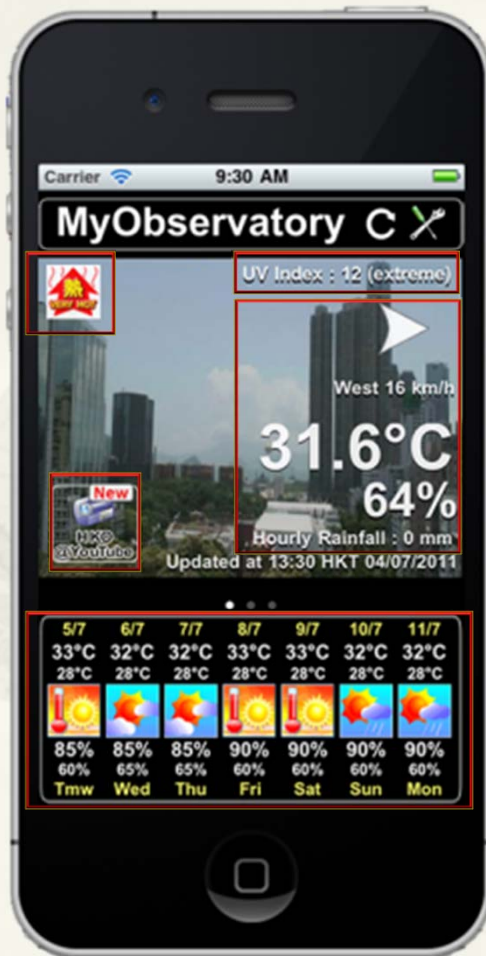 Carrier 9:30 AM
MyObservatory
熱
VERY HOT
UV Index : 12 (extreme)
West 16 km/h
31.6°C
64%
New
HKO
@YouTube
Hourly Rainfall : 0 mm
Updated at 13:30 HKT 04/07/2011
5/7 6/7 7/7 8/7 9/7 10/7 11/7
33°C 32°C 32°C 33°C 33°C 32°C 32°C
28°C 28°C 28°C 28°C 28°C 28°C 28°C
85% 85% 85% 90% 90% 90% 90%
60% 65% 65% 60% 60% 60% 60%
Tmw Wed Thu Fri Sat Sun Mon